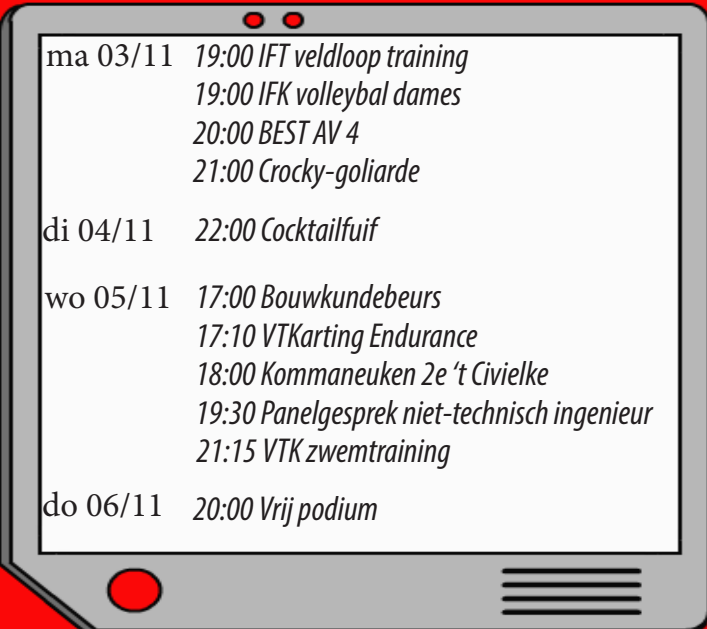 ma 03/11 19:00 IFT veldloop training
19:00 IFK volleybal dames
20:00 BEST AV 4
21:00 Crocky-goliarde
di 04/11 22:00 Cocktailfuif
wo 05/11 17:00 Bouwkundebeurs
17:10 VTKarting Endurance
18:00 Kommaneuken 2e ‘t Civielke
19:30 Panelgesprek niet-technisch ingenieur
21:15 VTK zwemtraining
do 06/11 20:00 Vrij podium